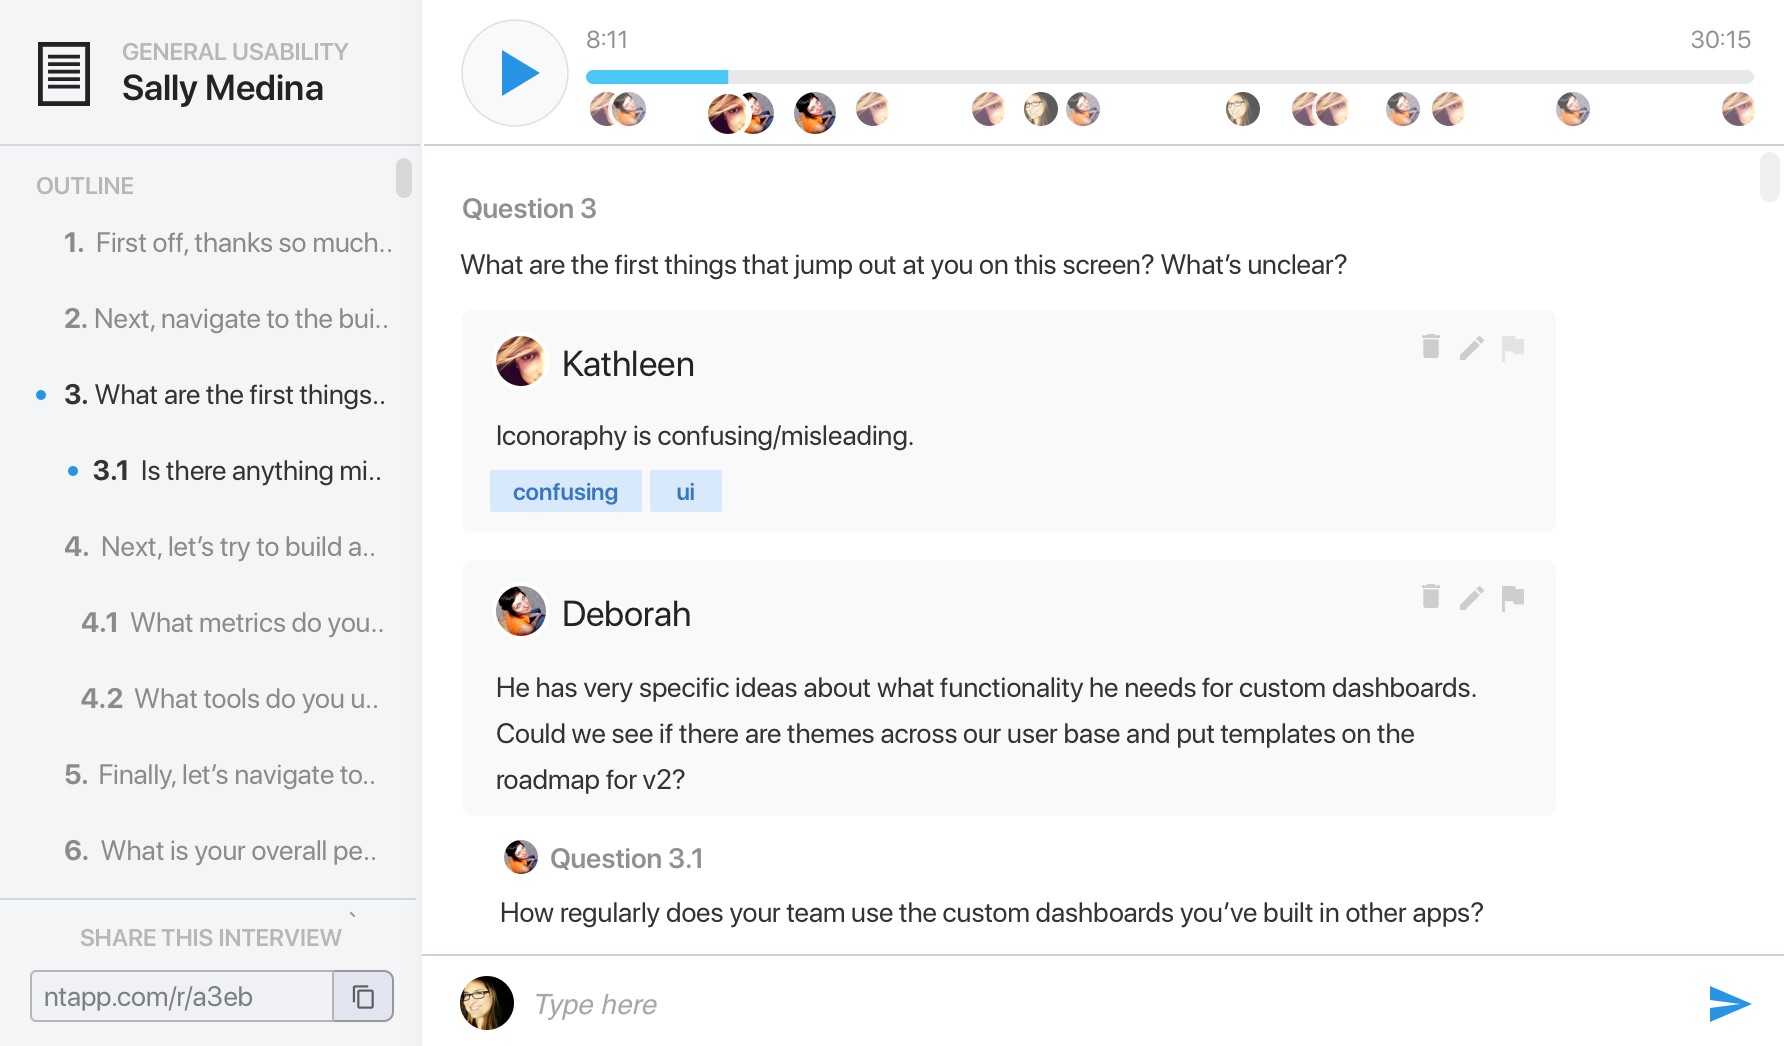 GENERAL USABILITY
Sally Medina
8:11
30:15
OUTLINE
1. First off, thanks so much..
2. Next, navigate to the bui..
3. What are the first things..
3.1 Is there anything mi..
4. Next, let’s try to build a..
4.1 What metrics do you..
4.2 What tools do you u..
5. Finally, let’s navigate to..
6. What is your overall pe..
`
SHARE THIS INTERVIEW
ntapp.com/r/a3eb
Question 3
What are the first things that jump out at you on this screen? What’s unclear?
Kathleen
Iconoraphy is confusing/misleading.
confusing
ui
Deborah
He has very specific ideas about what functionality he needs for custom dashboards.
Could we see if there are themes across our user base and put templates on the
roadmap for v2?
Question 3.1
How regularly does your team use the custom dashboards you’ve built in other apps?
Type here